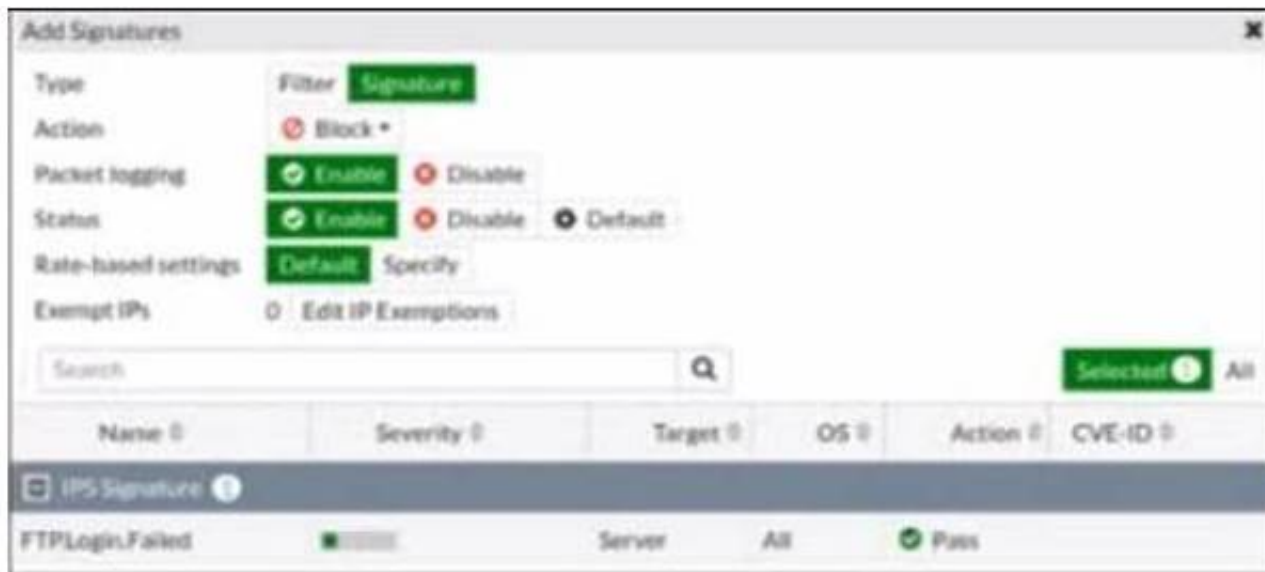 Add Signatures
Type Filter Signature
Action Block
Packet logging Enable Disable
Status Enable Disable Default
Rate-based settings Default Specify
Exempt IPs 0 Edit IP Exemptions
Search Selected 1 All
Name Severity Target OS Action CVE-ID
IPS Signature 1
FTP.Login.Failed Server All Pass